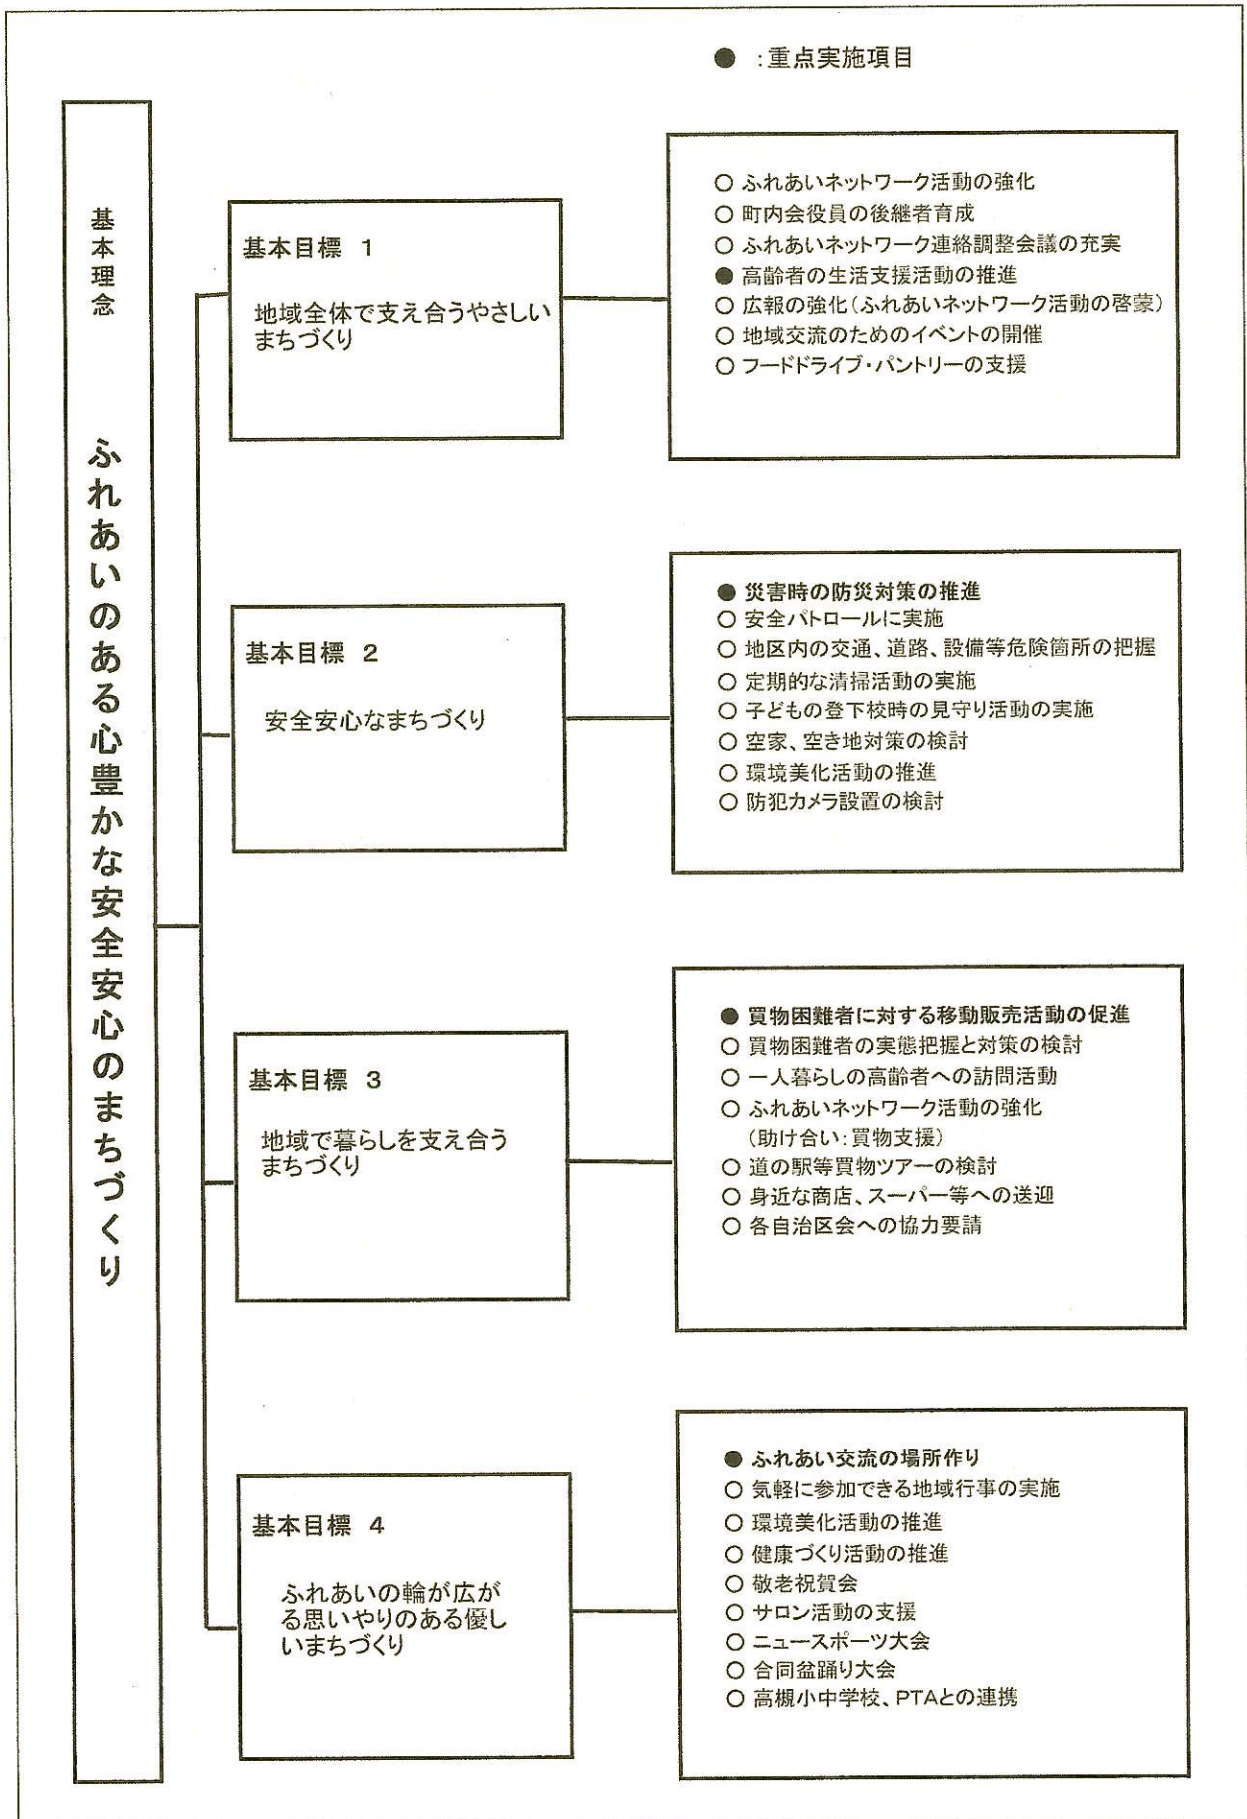 ● ：重点実施項目
基本理念　ふれあいのある心豊かな安全安心のまちづくり
基本目標 1
地域全体で支え合うやさしい
まちづくり
○ ふれあいネットワーク活動の強化
○ 町内会役員の後継者育成
○ ふれあいネットワーク連絡調整会議の充実
● 高齢者の生活支援活動の推進
○ 広報の強化（ふれあいネットワーク活動の啓蒙）
○ 地域交流のためのイベントの開催
○ フードドライブ・パントリーの支援
基本目標 2
安全安心なまちづくり
● 災害時の防災対策の推進
○ 安全パトロールに実施
○ 地区内の交通、道路、設備等危険箇所の把握
○ 定期的な清掃活動の実施
○ 子どもの登下校時の見守り活動の実施
○ 空家、空き地対策の検討
○ 環境美化活動の推進
○ 防犯カメラ設置の検討
基本目標 3
地域で暮らしを支え合う
まちづくり
● 買物困難者に対する移動販売活動の促進
○ 買物困難者の実態把握と対策の検討
○ 一人暮らしの高齢者への訪問活動
○ ふれあいネットワーク活動の強化
（助け合い：買物支援）
○ 道の駅等買物ツアーの検討
○ 身近な商店、スーパー等への送迎
○ 各自治区会への協力要請
基本目標 4
ふれあいの輪が広が
る思いやりのある優し
いまちづくり
● ふれあい交流の場所作り
○ 気軽に参加できる地域行事の実施
○ 環境美化活動の推進
○ 健康づくり活動の推進
○ 敬老祝賀会
○ サロン活動の支援
○ ニュースポーツ大会
○ 合同盆踊り大会
○ 高槻小中学校、PTAとの連携